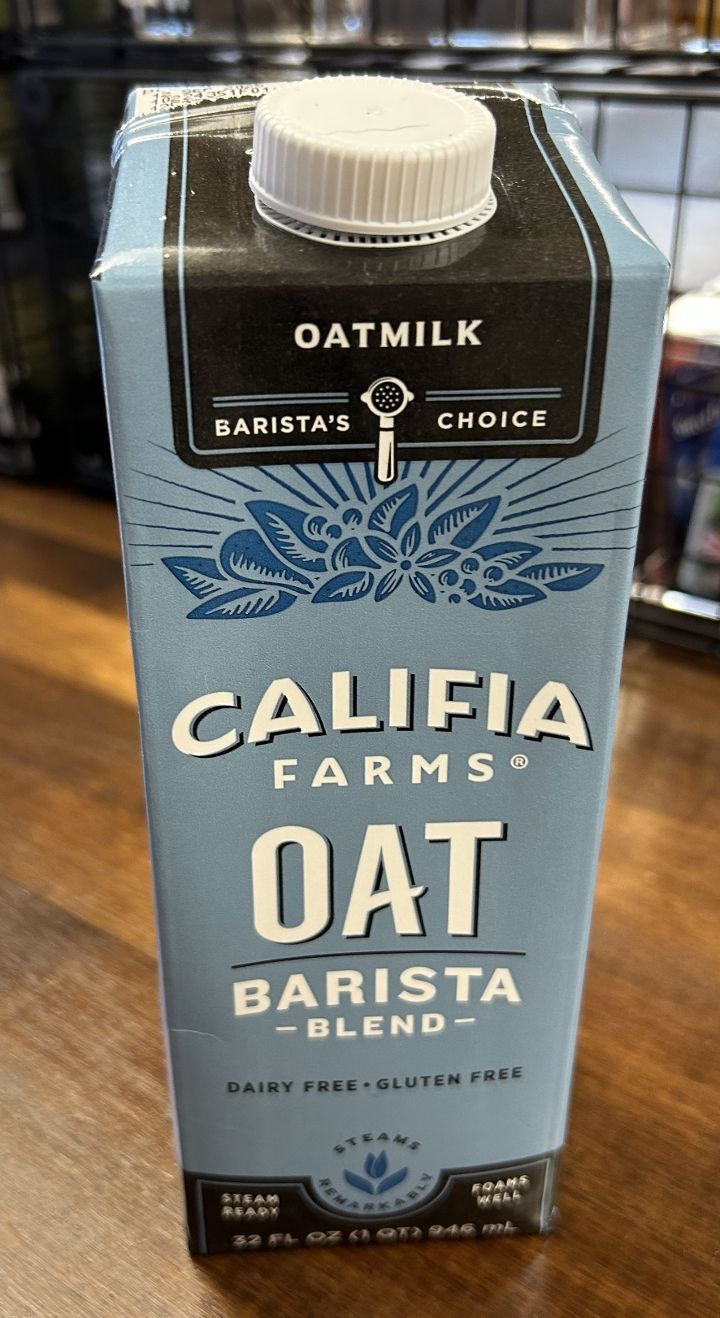 OATMILK
BARISTA'S CHOICE
CALIFIA
FARMS®
OAT
BARISTA
-BLEND-
DAIRY FREE • GLUTEN FREE
STEAMS
REMARKABLY
STEAM
READY
FOAMS
WELL
32 FL OZ (1 QT) 946 mL